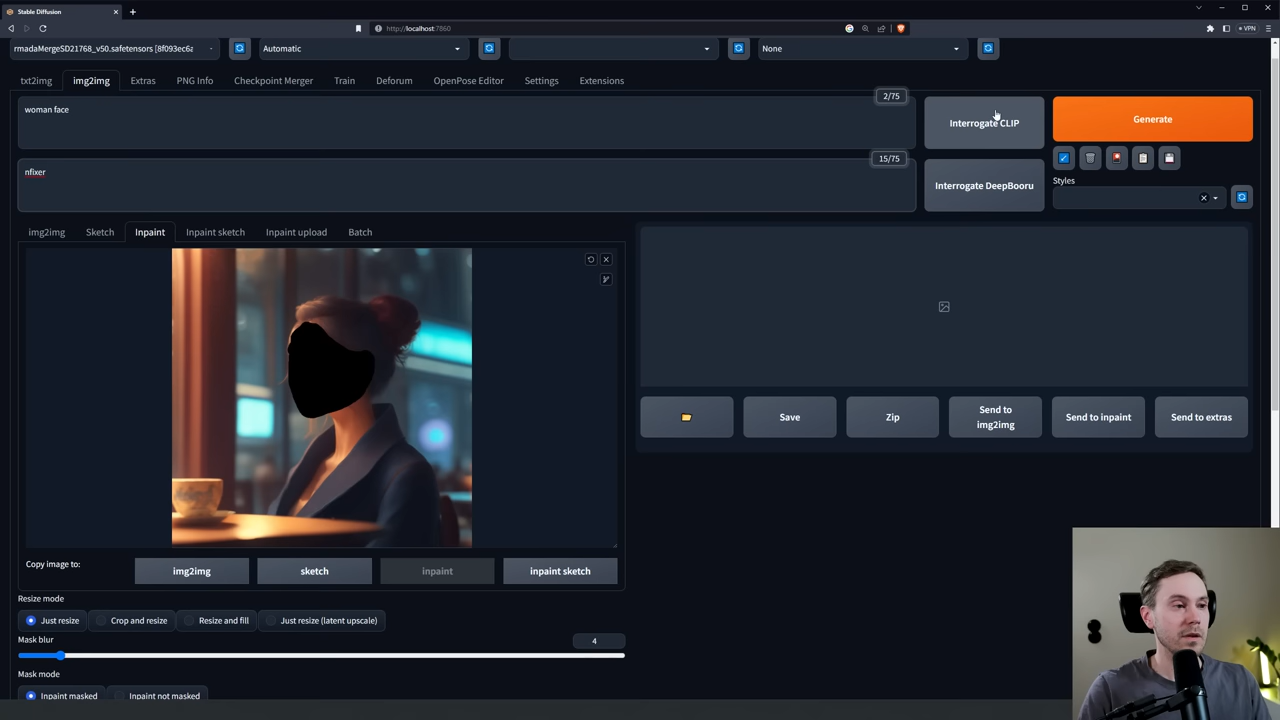 Stable Diffusion
http://localhost:7860
VPN
rmadaMergeSD21768_v50.safetensors [8f093ec6a
Automatic
None
txt2img
img2img
Extras
PNG Info
Checkpoint Merger
Train
Deforum
OpenPose Editor
Settings
Extensions
woman face
2/75
Interrogate CLIP
Generate
nfixer
15/75
Interrogate DeepBooru
Styles
img2img
Sketch
Inpaint
Inpaint sketch
Inpaint upload
Batch
Save
Zip
Send to
img2img
Send to inpaint
Send to extras
Copy image to:
img2img
sketch
inpaint
inpaint sketch
Resize mode
Just resize
Crop and resize
Resize and fill
Just resize (latent upscale)
Mask blur
4
Mask mode
Inpaint masked
Inpaint not masked